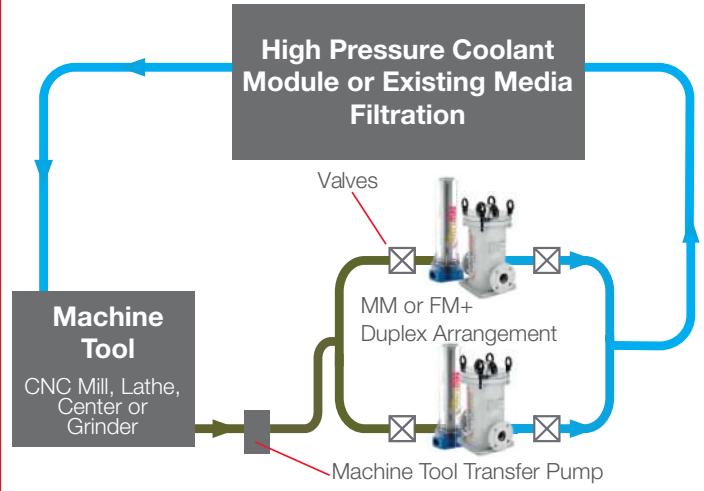 High Pressure Coolant
Module or Existing Media
Filtration
Valves
MM or FM+
Duplex Arrangement
Machine
Tool
CNC Mill, Lathe,
Center or
Grinder
Machine Tool Transfer Pump